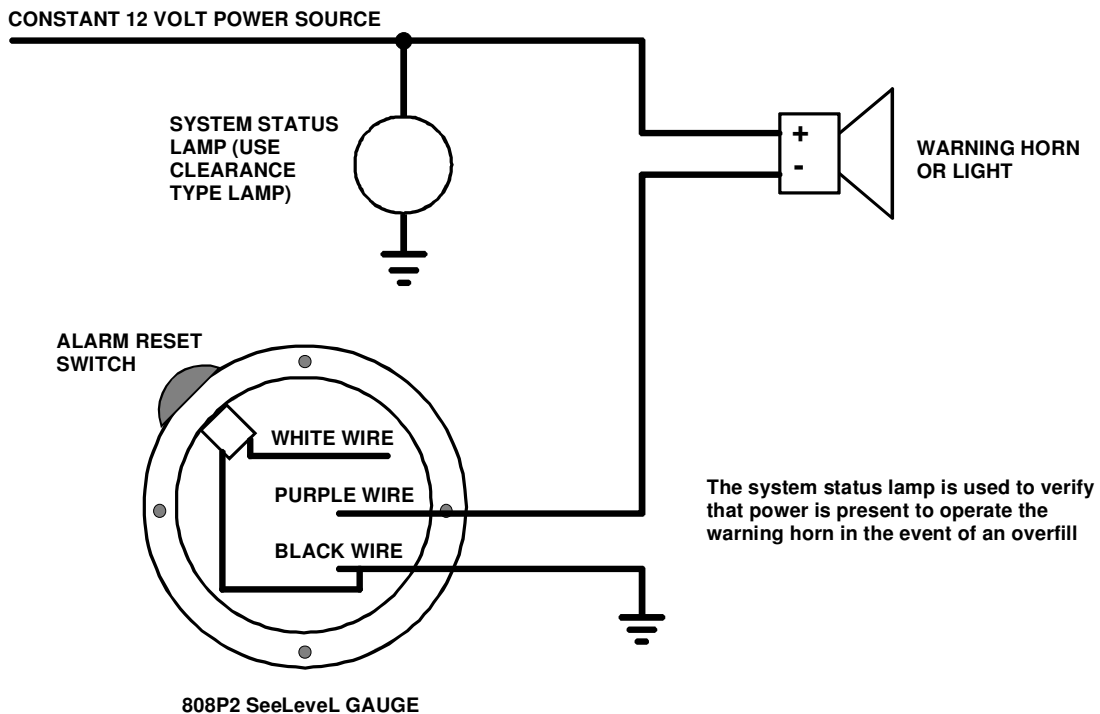 CONSTANT 12 VOLT POWER SOURCE
SYSTEM STATUS
LAMP (USE
CLEARANCE
TYPE LAMP)
+
-
WARNING HORN
OR LIGHT
ALARM RESET
SWITCH
WHITE WIRE
PURPLE WIRE
BLACK WIRE
The system status lamp is used to verify
that power is present to operate the
warning horn in the event of an overfill
808P2 SeeLeveL GAUGE